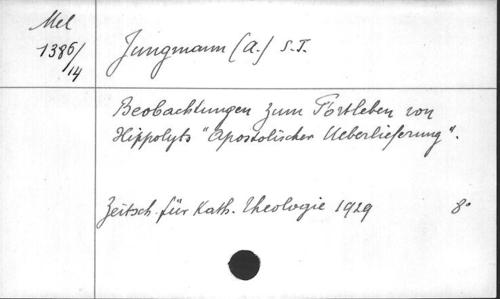 Mel
1386/14
Jungmann (A.) S.J.
Beobachtungen zum Fortleben von
Hippolyts "Apostolischer Ueberlieferung".
Zeitsch. für Kath. Theologie 1929 8°